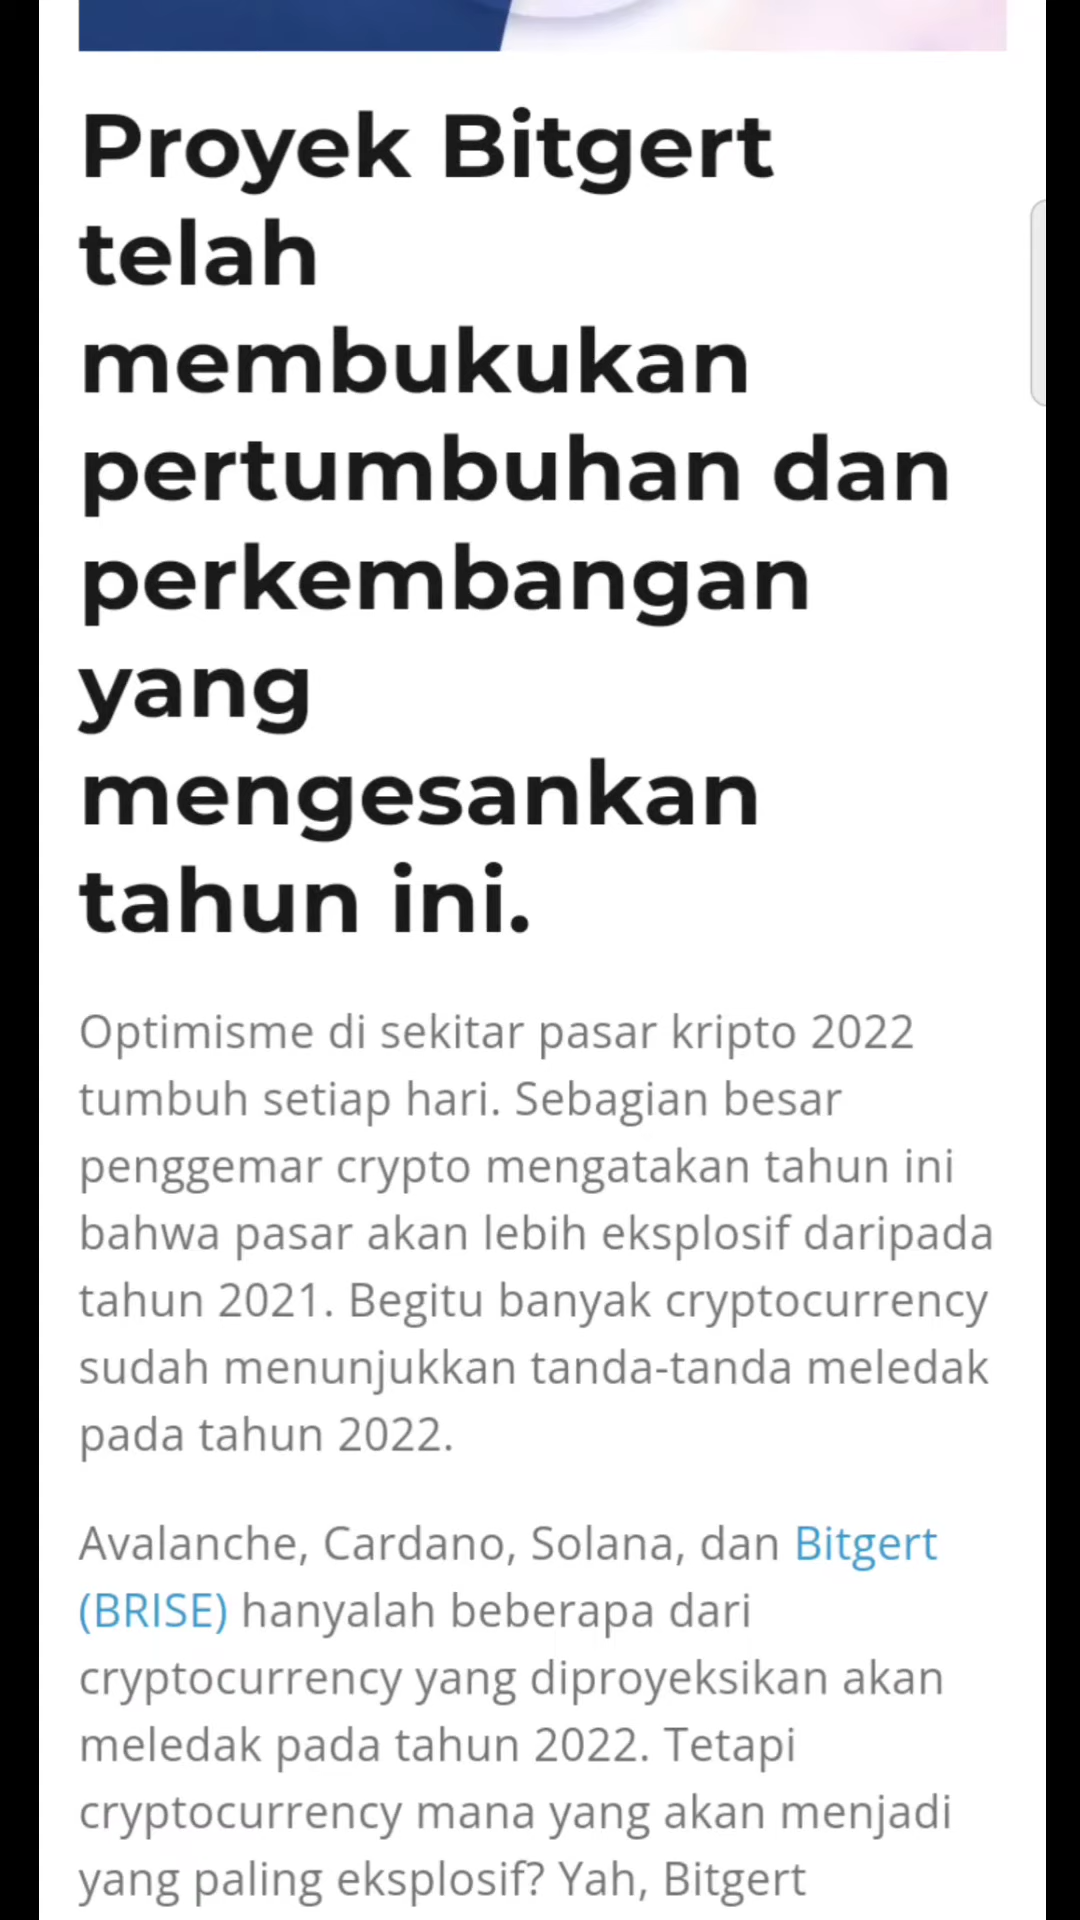 Proyek Bitgert
telah
membukukan
pertumbuhan dan
perkembangan
yang
mengesankan
tahun ini.
Optimisme di sekitar pasar kripto 2022
tumbuh setiap hari. Sebagian besar
penggemar crypto mengatakan tahun ini
bahwa pasar akan lebih eksplosif daripada
tahun 2021. Begitu banyak cryptocurrency
sudah menunjukkan tanda-tanda meledak
pada tahun 2022.
Avalanche, Cardano, Solana, dan Bitgert
(BRISE) hanyalah beberapa dari
cryptocurrency yang diproyeksikan akan
meledak pada tahun 2022. Tetapi
cryptocurrency mana yang akan menjadi
yang paling eksplosif? Yah, Bitgert